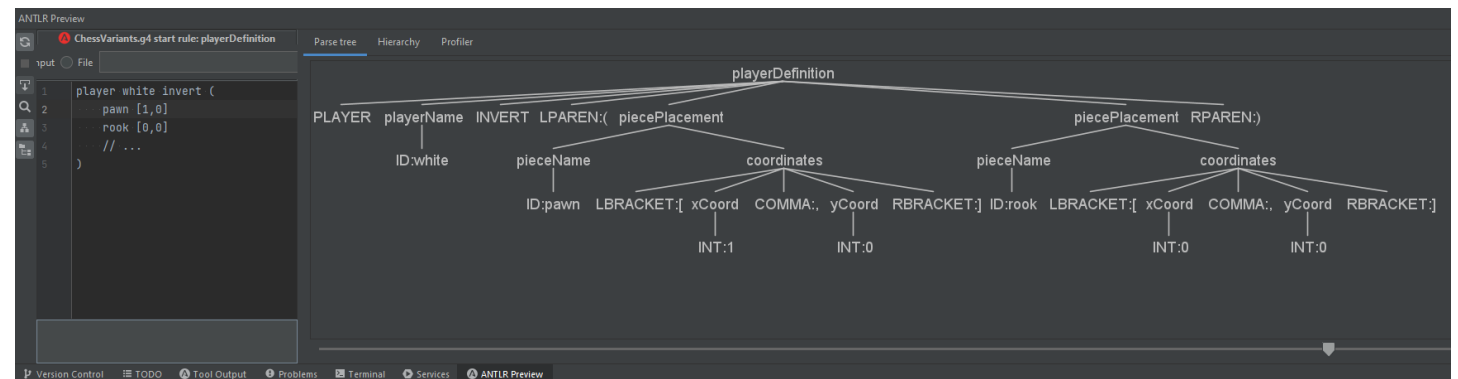 ANTLR Preview
ChessVariants.g4 start rule: playerDefinition
Input File
1 player white invert (
2 pawn [1,0]
3 rook [0,0]
4 // ...
5 )
Parse tree Hierarchy Profiler
playerDefinition
PLAYER playerName INVERT LPAREN:( piecePlacement piecePlacement RPAREN:)
ID:white pieceName coordinates pieceName coordinates
ID:pawn LBRACKET:[ xCoord COMMA:, yCoord RBRACKET:] ID:rook LBRACKET:[ xCoord COMMA:, yCoord RBRACKET:]
INT:1 INT:0 INT:0 INT:0
Version Control TODO Tool Output Problems Terminal Services ANTLR Preview